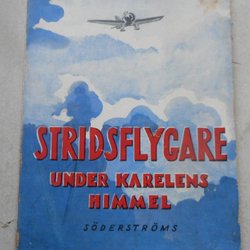 STRIDSFLYGARE
UNDER KARELENS
HIMMEL
SÖDERSTRÖMS